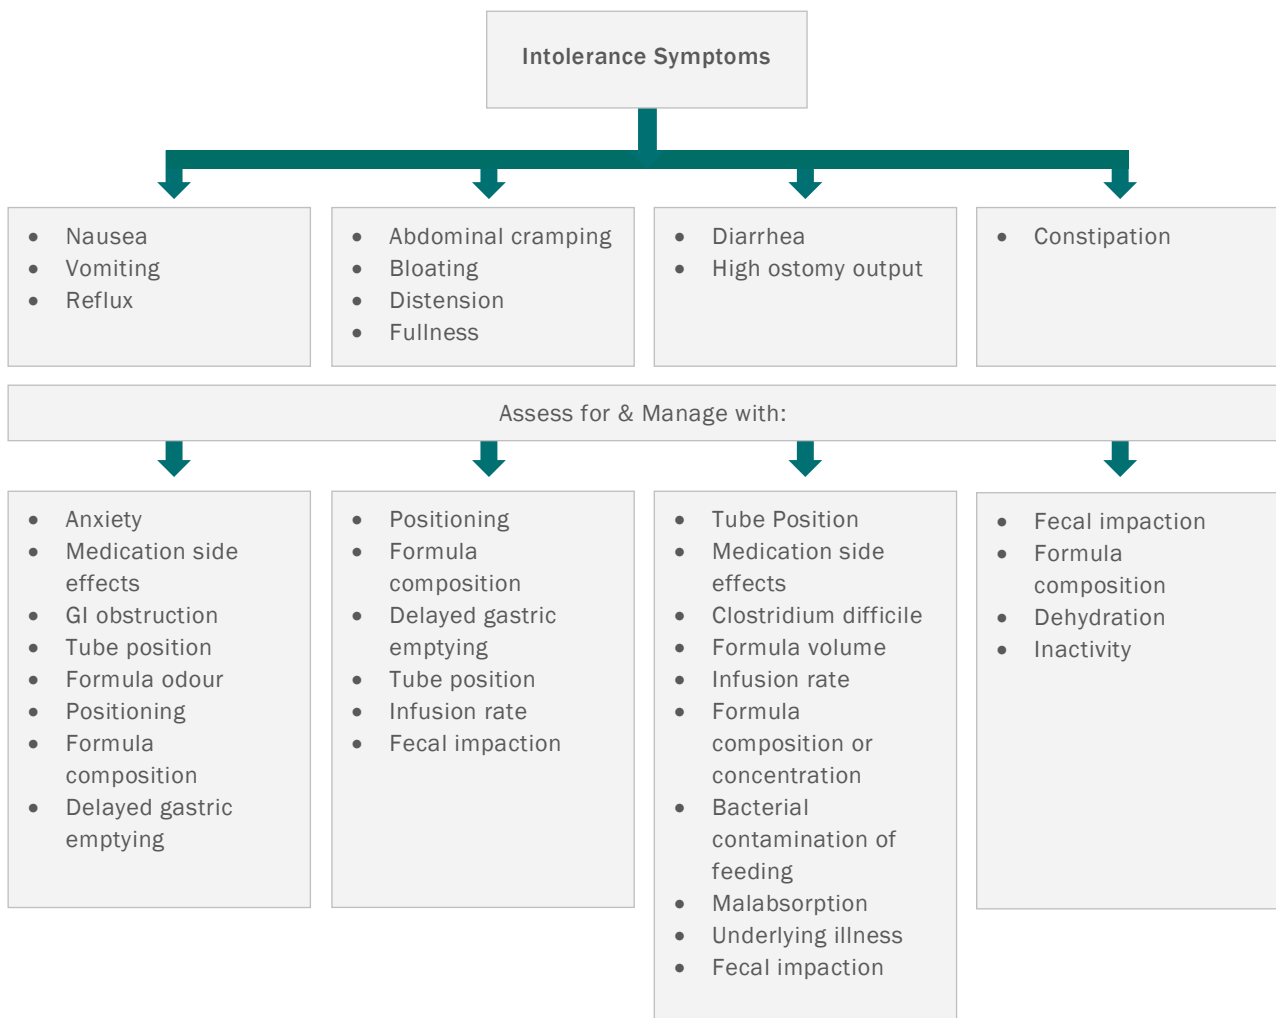 Intolerance Symptoms
• Nausea
• Vomiting
• Reflux
• Abdominal cramping
• Bloating
• Distension
• Fullness
• Diarrhea
• High ostomy output
• Constipation
Assess for & Manage with:
• Anxiety
• Medication side
effects
• GI obstruction
• Tube position
• Formula odour
• Positioning
• Formula
composition
• Delayed gastric
emptying
• Positioning
• Formula
composition
• Delayed gastric
emptying
• Tube position
• Infusion rate
• Fecal impaction
• Tube Position
• Medication side
effects
• Clostridium difficile
• Formula volume
• Infusion rate
• Formula
composition or
concentration
• Bacterial
contamination of
feeding
• Malabsorption
• Underlying illness
• Fecal impaction
• Fecal impaction
• Formula
composition
• Dehydration
• Inactivity